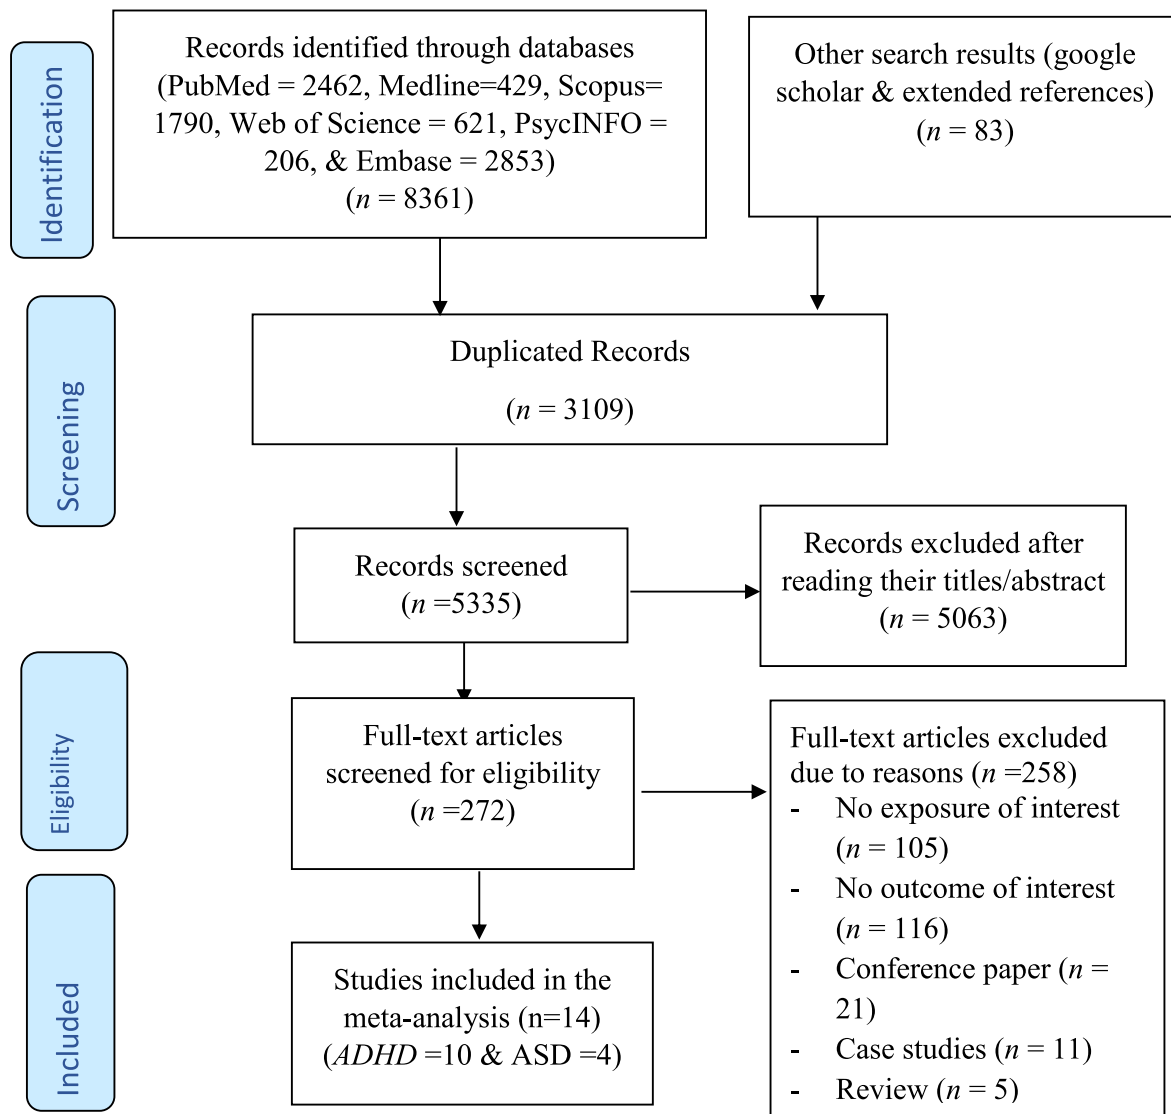 Identification
Records identified through databases
(PubMed = 2462, Medline=429, Scopus=
1790, Web of Science = 621, PsycINFO =
206, & Embase = 2853)
(n = 8361)
Other search results (google
scholar & extended references)
(n = 83)
Screening
Duplicated Records
(n = 3109)
Records screened
(n =5335)
Records excluded after
reading their titles/abstract
(n = 5063)
Eligibility
Full-text articles
screened for eligibility
(n =272)
Full-text articles excluded
due to reasons (n =258)
- No exposure of interest
(n = 105)
- No outcome of interest
(n = 116)
- Conference paper (n =
21)
- Case studies (n = 11)
- Review (n = 5)
Included
Studies included in the
meta-analysis (n=14)
(ADHD =10 & ASD =4)